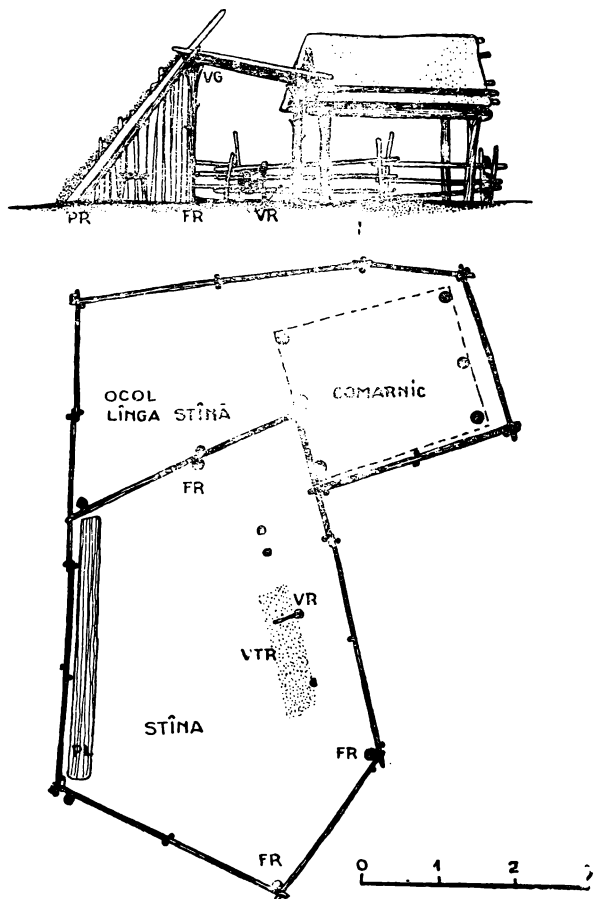 VG
PR FR VR
OCOL
LÎNGA STÎNĂ
COMARNIC
FR
VR
VTR
STÎNA
FR
FR
0 1 2